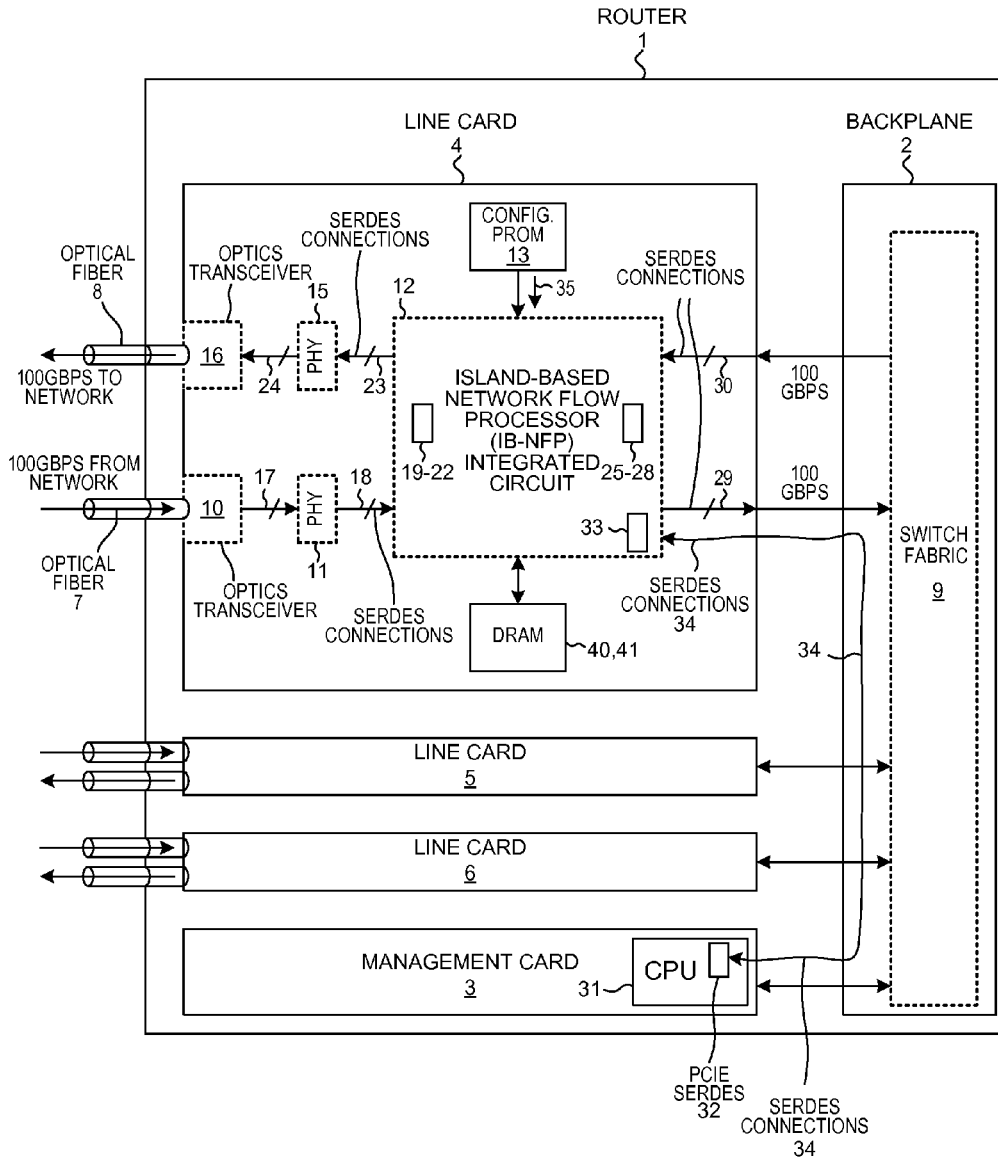 ROUTER
1
LINE CARD
4
BACKPLANE
2
OPTICAL
FIBER
8
OPTICS
TRANSCEIVER
SERDES
CONNECTIONS
CONFIG.
PROM
13
35
SERDES
CONNECTIONS
15
12
16
24
PHY
23
30
100
GBPS
100GBPS TO
NETWORK
ISLAND-BASED
NETWORK FLOW
PROCESSOR
(IB-NFP)
INTEGRATED
CIRCUIT
19-22
25-28
100GBPS FROM
NETWORK
10
17
PHY
18
29
100
GBPS
33
SWITCH
FABRIC
9
OPTICAL
FIBER
7
11
OPTICS
TRANSCEIVER
SERDES
CONNECTIONS
SERDES
CONNECTIONS
34
DRAM
40,41
34
LINE CARD
5
LINE CARD
6
MANAGEMENT CARD
3
31
CPU
PCIE
SERDES
32
SERDES
CONNECTIONS
34